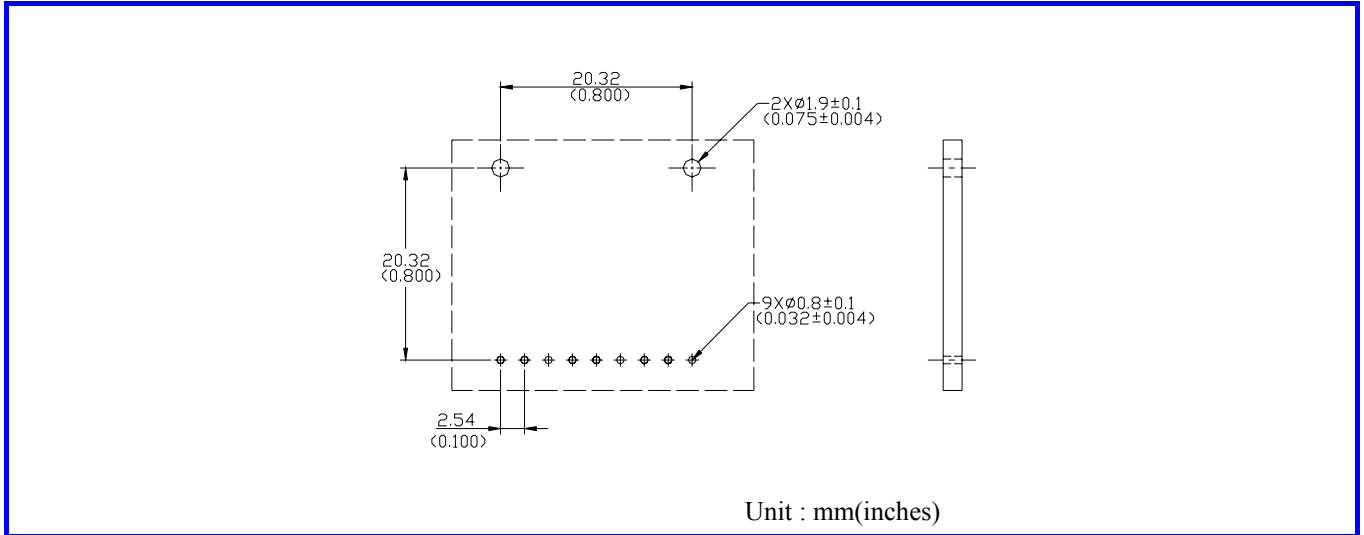 20.32
(0.800)
2XØ1.9±0.1
(0.075±0.004)
20.32
(0.800)
9XØ0.8±0.1
(0.032±0.004)
2.54
(0.100)
Unit : mm(inches)